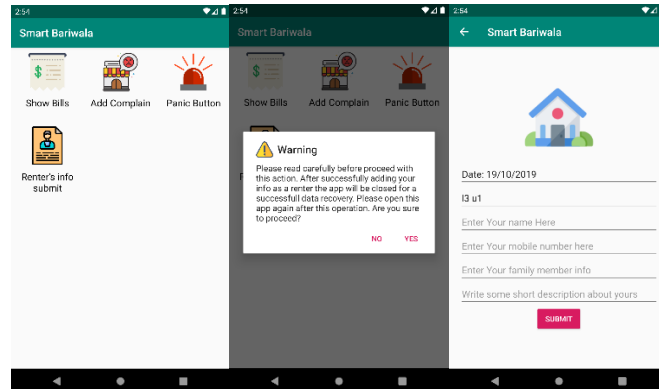 2:54
Smart Bariwala
Show Bills
Add Complain
Panic Button
Renter's info
submit
2:54
Smart Bariwala
Show Bills
Add Complain
Panic Button
Warning
Please read carefully before proceed with
this action. After successfully adding your
info as a renter the app will be closed for a
successfull data recovery. Please open this
app again after this operation. Are you sure
to proceed?
NO
YES
2:54
Smart Bariwala
Date: 19/10/2019
l3 u1
Enter Your name Here
Enter Your mobile number here
Enter Your family member info
Write some short description about yours
SUBMIT